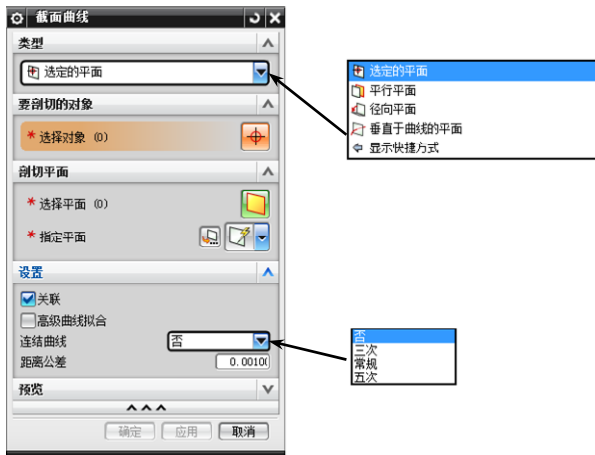 截面曲线
类型
选定的平面
要剖切的对象
* 选择对象 (0)
剖切平面
* 选择平面 (0)
* 指定平面
设置
关联
高级曲线拟合
连结曲线
否
距离公差
0.00100
预览
确定
应用
取消
选定的平面
平行平面
径向平面
垂直于曲线的平面
显示快捷方式
否
三次
常规
五次